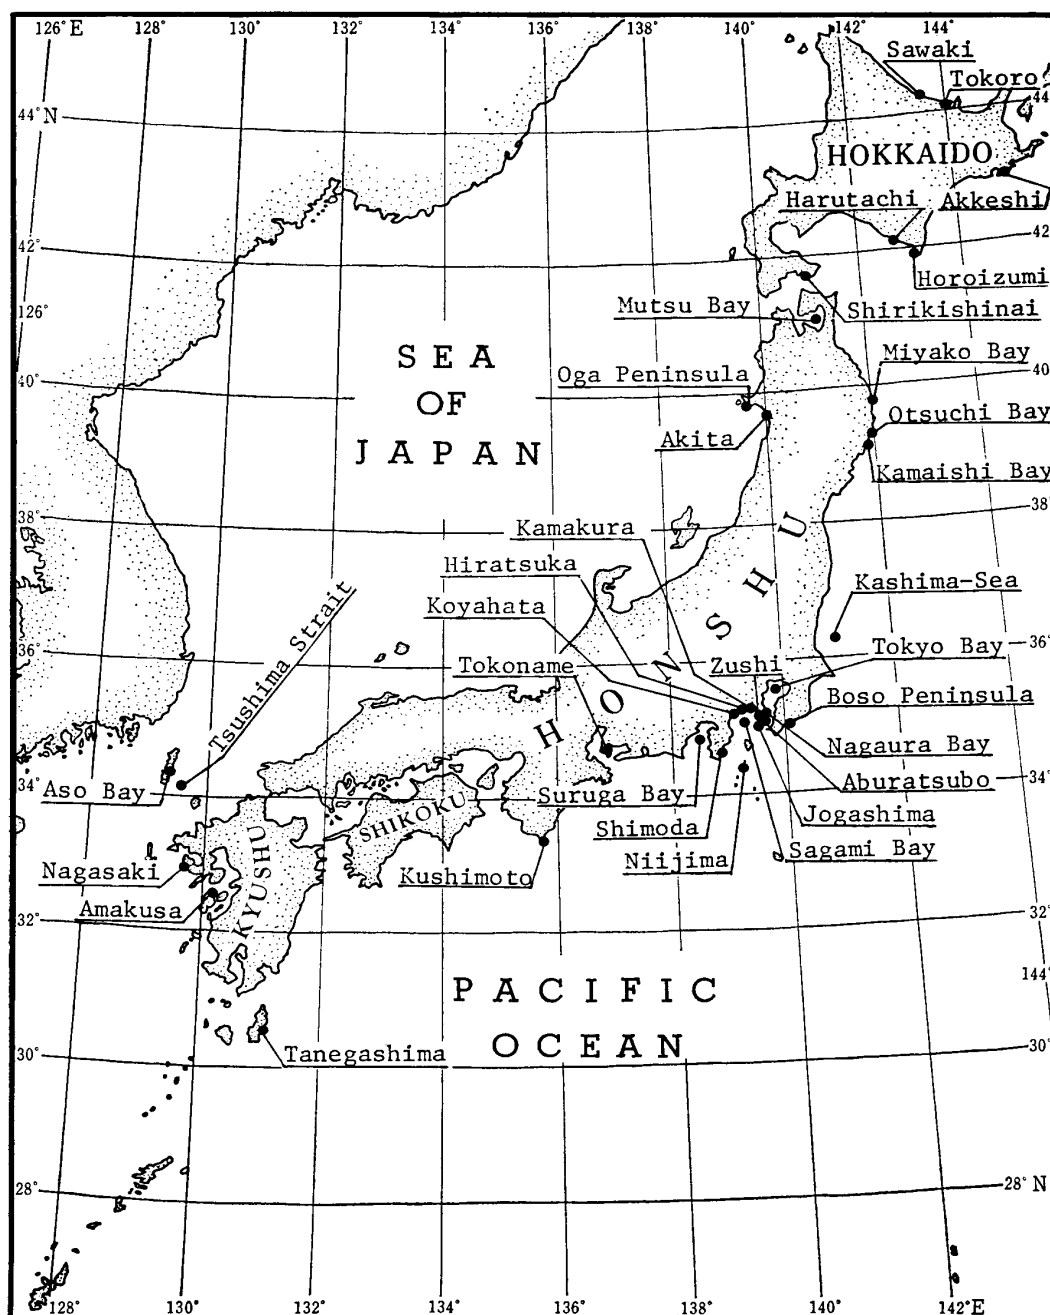 126°E
128°
130°
132°
134°
136°
138°
140°
142°
144°
Sawaki
Tokoro
44°N
44
HOKKAIDO
Harutachi
Akkeshi
42°
42
Horoizumi
126°
Mutsu Bay
Shirikishinai
SEA
OF
JAPAN
Miyako Bay
Oga Peninsula
40°
40
Otsuchi Bay
Akita
Kamaishi Bay
38°
38°
Kamakura
Hiratsuka
Koyahata
Kashima-Sea
Tsushima Strait
HONSHU
36°
36°
Tokyo Bay
Tokoname
Zushi
Boso Peninsula
Nagaura Bay
Aburatsubo
34°
34°
Aso Bay
Suruga Bay
Jogashima
SHIKOKU
Shimoda
Sagami Bay
Niijima
Nagasaki
Kushimoto
KYUSHU
Amakusa
32°
32°
144°
PACIFIC
OCEAN
Tanegashima
30°
30°
28°
28°N
128°
130°
132°
134°
136°
138°
140°
142°E